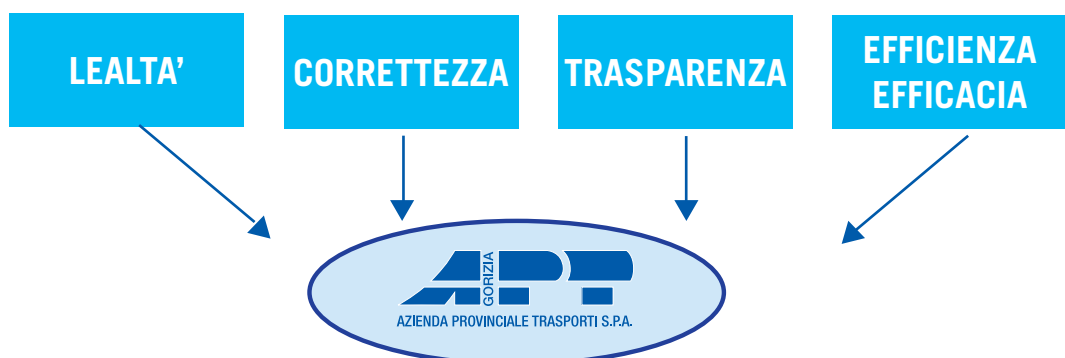 LEALTA’
CORRETTEZZA
TRASPARENZA
EFFICIENZA
EFFICACIA
APT
GORIZIA
AZIENDA PROVINCIALE TRASPORTI S.P.A.